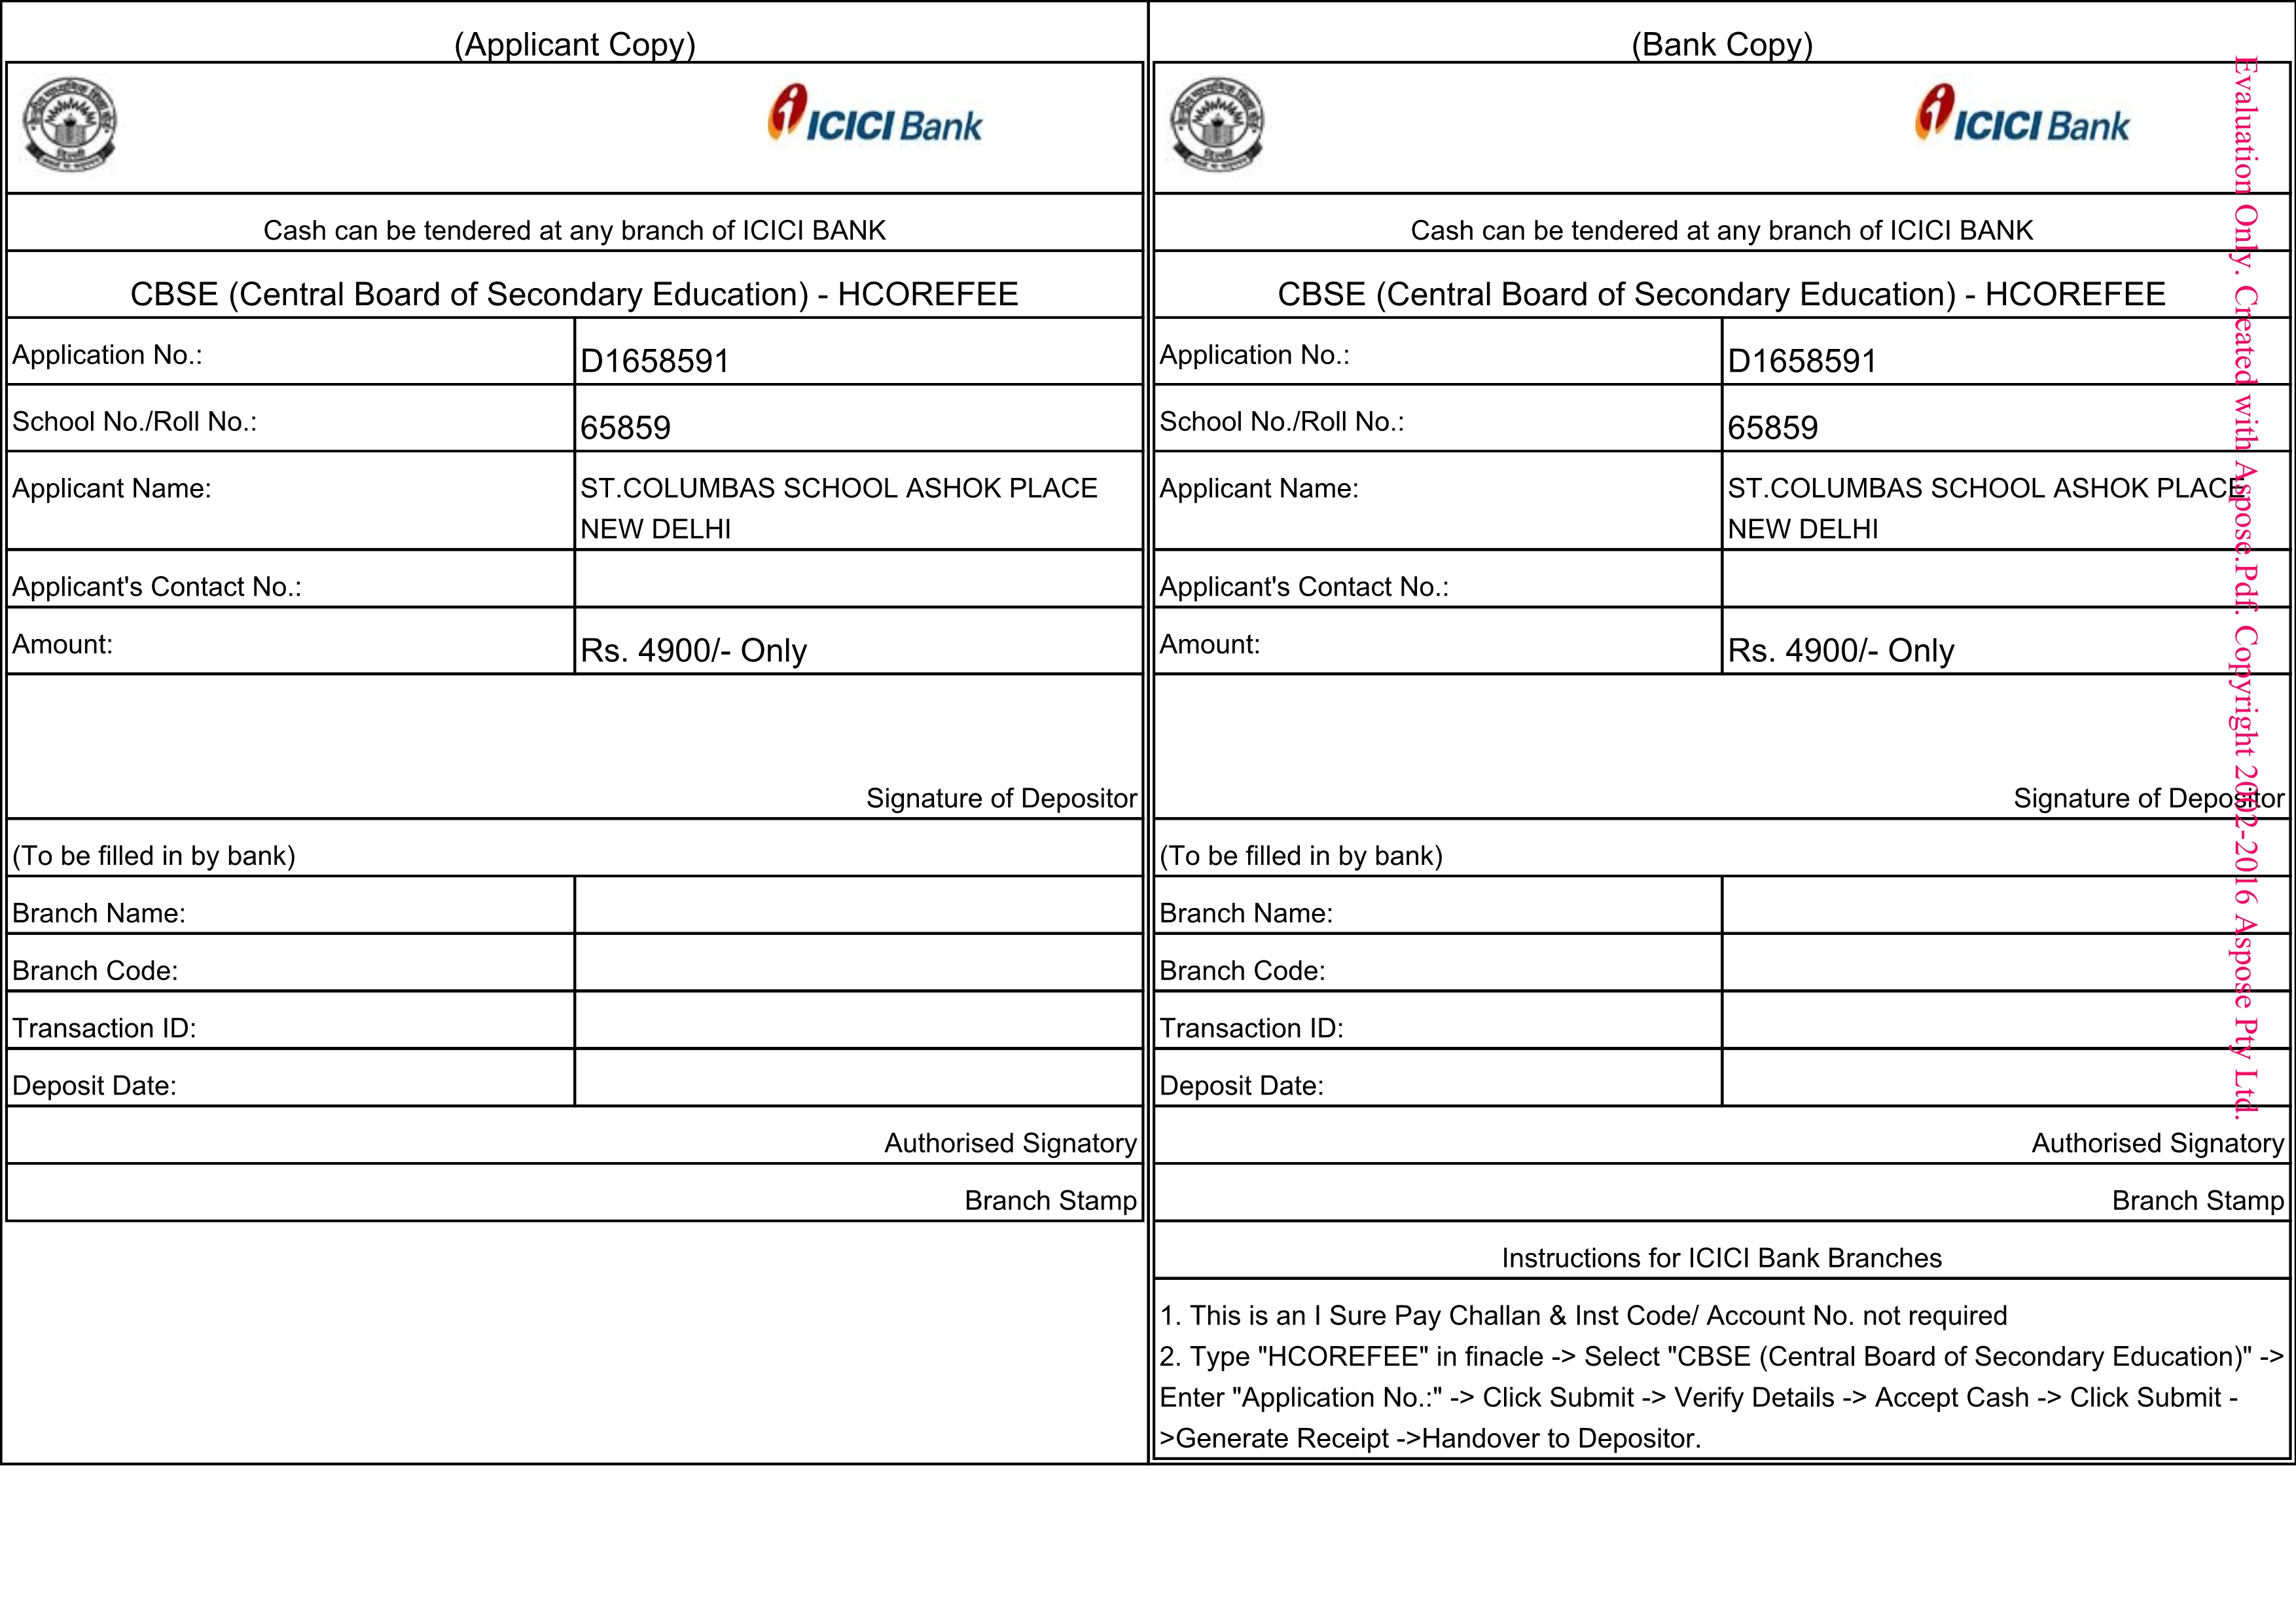 (Applicant Copy)
ICICI Bank
Cash can be tendered at any branch of ICICI BANK
CBSE (Central Board of Secondary Education) - HCOREFEE
Application No.: D1658591
School No./Roll No.: 65859
Applicant Name: ST.COLUMBAS SCHOOL ASHOK PLACE
NEW DELHI
Applicant's Contact No.:
Amount: Rs. 4900/- Only
Signature of Depositor
(To be filled in by bank)
Branch Name:
Branch Code:
Transaction ID:
Deposit Date:
Authorised Signatory
Branch Stamp
(Bank Copy)
ICICI Bank
Cash can be tendered at any branch of ICICI BANK
CBSE (Central Board of Secondary Education) - HCOREFEE
Application No.: D1658591
School No./Roll No.: 65859
Applicant Name: ST.COLUMBAS SCHOOL ASHOK PLACE
NEW DELHI
Applicant's Contact No.:
Amount: Rs. 4900/- Only
Signature of Depositor
(To be filled in by bank)
Branch Name:
Branch Code:
Transaction ID:
Deposit Date:
Authorised Signatory
Branch Stamp
Instructions for ICICI Bank Branches
1. This is an I Sure Pay Challan & Inst Code/ Account No. not required
2. Type "HCOREFEE" in finacle -> Select "CBSE (Central Board of Secondary Education)" ->
Enter "Application No.:" -> Click Submit -> Verify Details -> Accept Cash -> Click Submit -
>Generate Receipt ->Handover to Depositor.
Evaluation Only. Created with Aspose.Pdf. Copyright 2002-2016 Aspose Pty Ltd.